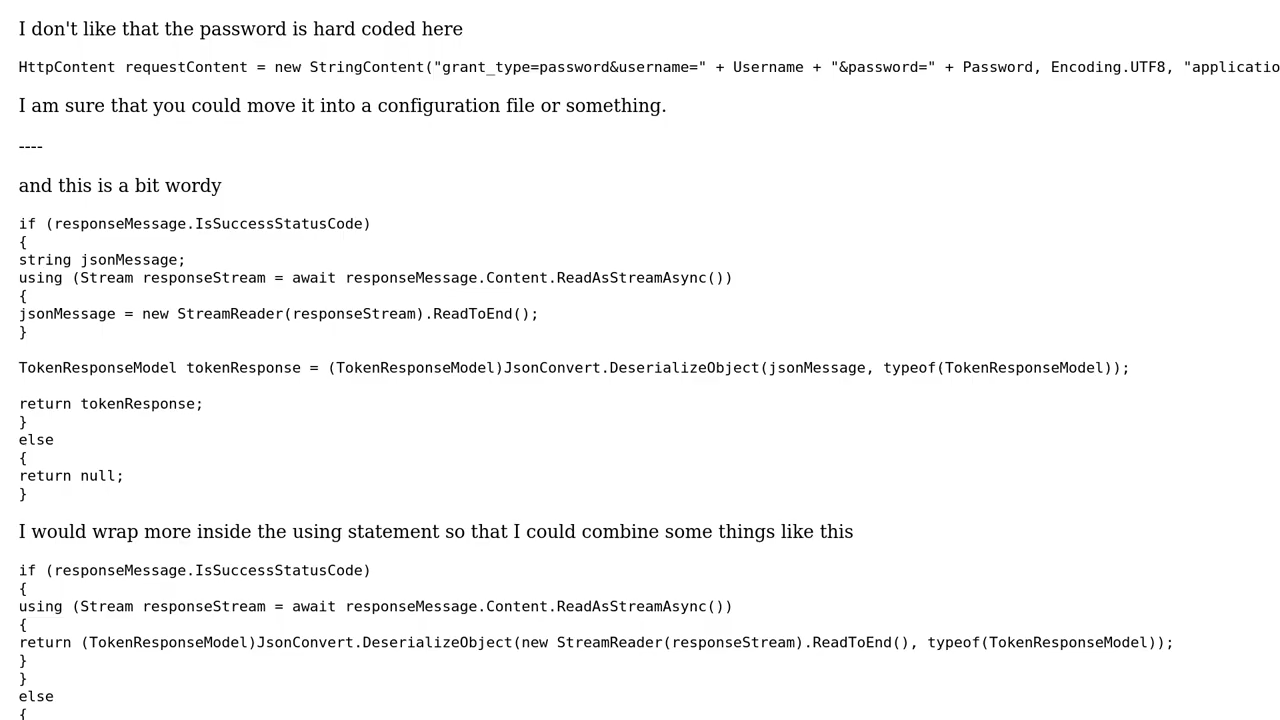 I don't like that the password is hard coded here
HttpContent requestContent = new StringContent("grant_type=password&username=" + Username + "&password=" + Password, Encoding.UTF8, "applicatio
I am sure that you could move it into a configuration file or something.
----
and this is a bit wordy
if (responseMessage.IsSuccessStatusCode)
{
string jsonMessage;
using (Stream responseStream = await responseMessage.Content.ReadAsStreamAsync())
{
jsonMessage = new StreamReader(responseStream).ReadToEnd();
}
TokenResponseModel tokenResponse = (TokenResponseModel)JsonConvert.DeserializeObject(jsonMessage, typeof(TokenResponseModel));
return tokenResponse;
}
else
{
return null;
}
I would wrap more inside the using statement so that I could combine some things like this
if (responseMessage.IsSuccessStatusCode)
{
using (Stream responseStream = await responseMessage.Content.ReadAsStreamAsync())
{
return (TokenResponseModel)JsonConvert.DeserializeObject(new StreamReader(responseStream).ReadToEnd(), typeof(TokenResponseModel));
}
}
else
{